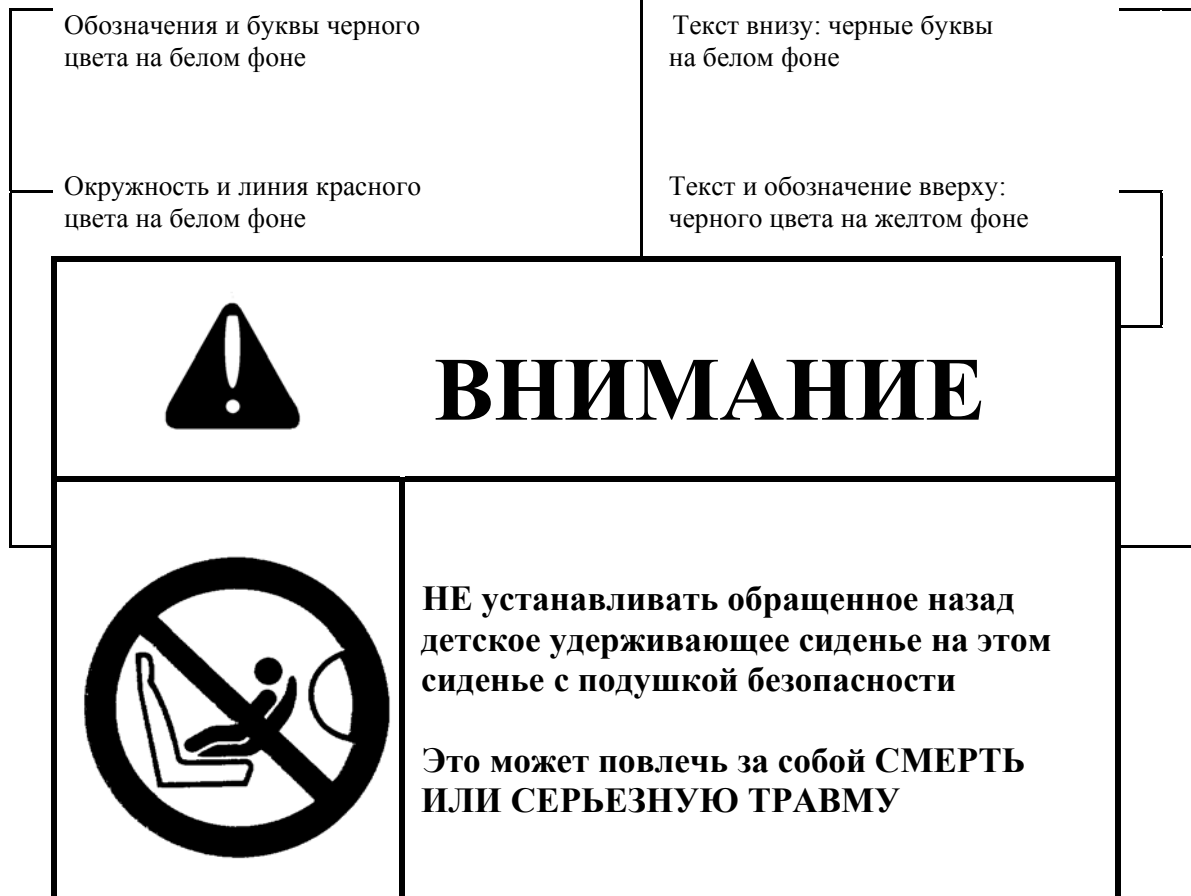 Обозначения и буквы черного
цвета на белом фоне
Текст внизу: черные буквы
на белом фоне
Окружность и линия красного
цвета на белом фоне
Текст и обозначение вверху:
черного цвета на желтом фоне
ВНИМАНИЕ
НЕ устанавливать обращенное назад
детское удерживающее сиденье на этом
сиденье с подушкой безопасности
Это может повлечь за собой СМЕРТЬ
ИЛИ СЕРЬЕЗНУЮ ТРАВМУ